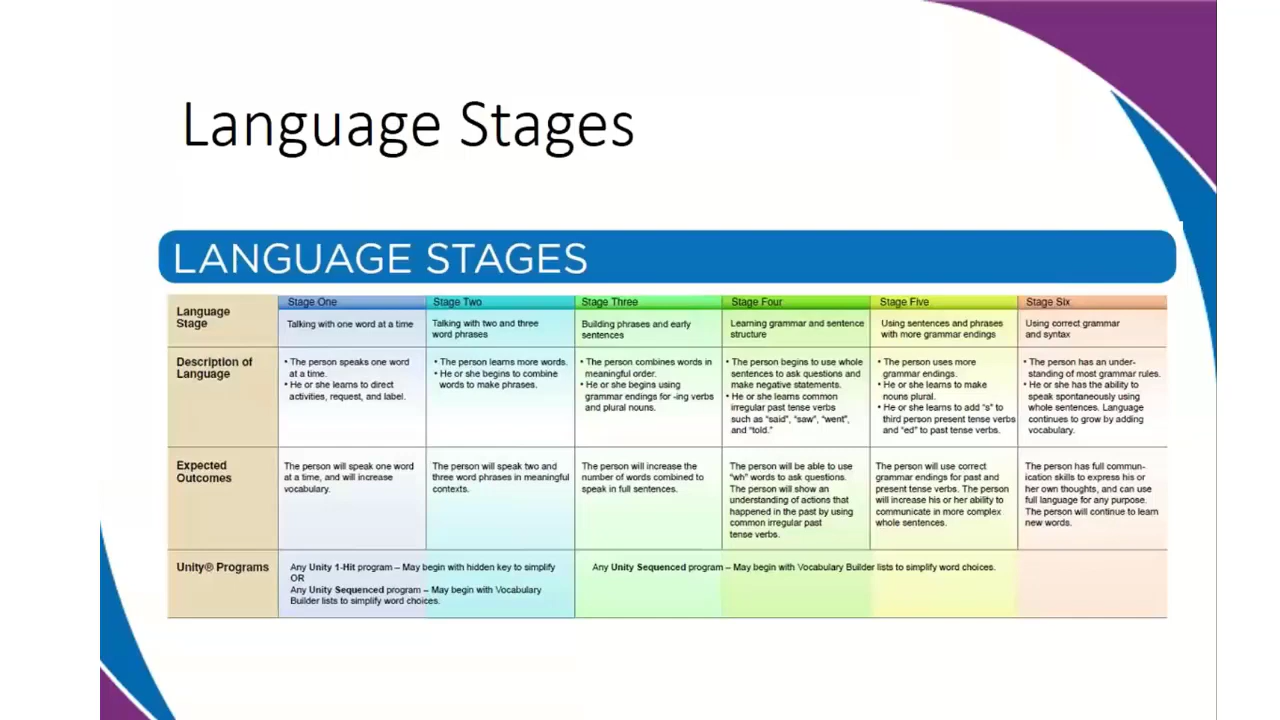 Language Stages
LANGUAGE STAGES
Language
Stage
Stage One
Talking with one word at a time
Stage Two
Talking with two and three
word phrases
Stage Three
Building phrases and early
sentences
Stage Four
Learning grammar and sentence
structure
Stage Five
Using sentences and phrases
with more grammar endings
Stage Six
Using correct grammar
and syntax
Description of
Language
• The person speaks one word
at a time.
• He or she learns to direct
activities, request, and label.
• The person learns more words.
• He or she begins to combine
words to make phrases.
• The person combines words in
meaningful order.
• He or she begins using
grammar endings for -ing verbs
and plural nouns.
• The person begins to use whole
sentences to ask questions and
make negative statements.
• He or she learns common
irregular past tense verbs
such as “said”, “saw”, “went”,
and “told.”
• The person uses more
grammar endings.
• He or she learns to make
nouns plural.
• He or she learns to add “s” to
third person present tense verbs
and “ed” to past tense verbs.
• The person has an under-
standing of most grammar rules.
• He or she has the ability to
speak spontaneously using
whole sentences. Language
continues to grow by adding
vocabulary.
Expected
Outcomes
The person will speak one word
at a time, and will increase
vocabulary.
The person will speak two and
three word phrases in meaningful
contexts.
The person will increase the
number of words combined to
speak in full sentences.
The person will be able to use
“wh” words to ask questions.
The person will show an
understanding of actions that
happened in the past by using
common irregular past
tense verbs.
The person will use correct
grammar endings for past and
present tense verbs. The person
will increase his or her ability to
communicate in more complex
whole sentences.
The person has full commun-
ication skills to express his or
her own thoughts, and can use
full language for any purpose.
The person will continue to learn
new words.
Unity® Programs
Any Unity 1-Hit program – May begin with hidden key to simplify
OR
Any Unity Sequenced program – May begin with Vocabulary
Builder lists to simplify word choices.
Any Unity Sequenced program – May begin with Vocabulary Builder lists to simplify word choices.